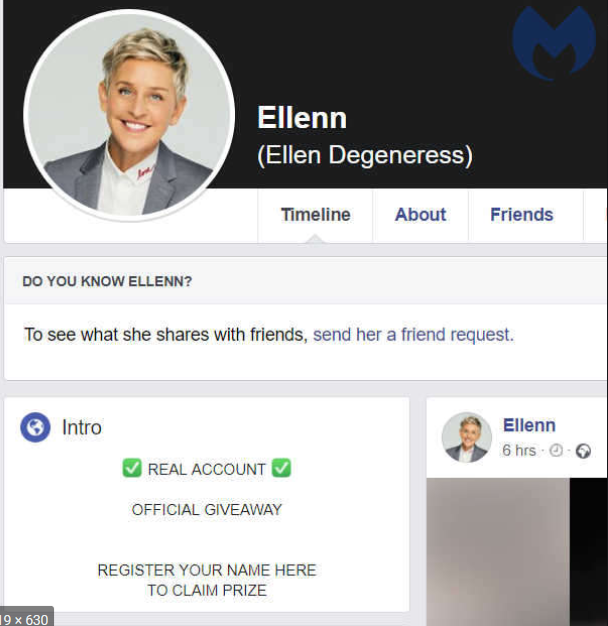 Ellenn
(Ellen Degeneress)
Timeline
About
Friends
DO YOU KNOW ELLENN?
To see what she shares with friends, send her a friend request.
Intro
✅ REAL ACCOUNT ✅
OFFICIAL GIVEAWAY
REGISTER YOUR NAME HERE
TO CLAIM PRIZE
Ellenn
6 hrs
9 × 630